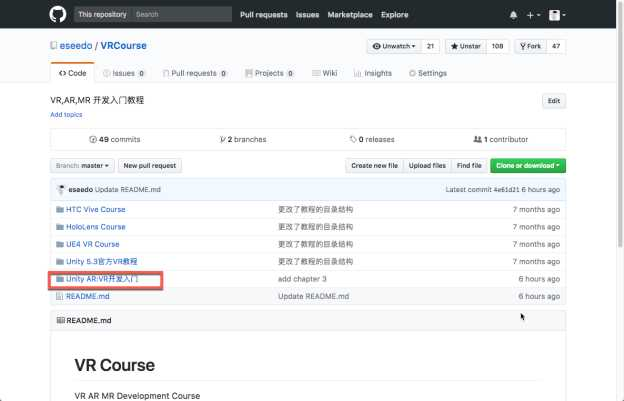 This repository Search Pull requests Issues Marketplace Explore
eseedo / VRCourse Unwatch 21 Unstar 108 Fork 47
Code Issues 0 Pull requests 0 Projects 0 Wiki Insights Settings
VR,AR,MR 开发入门教程 Edit
Add topics
49 commits 2 branches 0 releases 1 contributor
Branch: master New pull request Create new file Upload files Find file Clone or download
eseedo Update README.md Latest commit 4e61d21 6 hours ago
HTC Vive Course 更改了教程的目录结构 7 months ago
HoloLens Course 更改了教程的目录结构 7 months ago
UE4 VR Course 更改了教程的目录结构 7 months ago
Unity 5.3官方VR教程 更改了教程的目录结构 7 months ago
Unity AR:VR开发入门 add chapter 3 6 hours ago
README.md Update README.md 6 hours ago
README.md
VR Course
VR AR MR Development Course